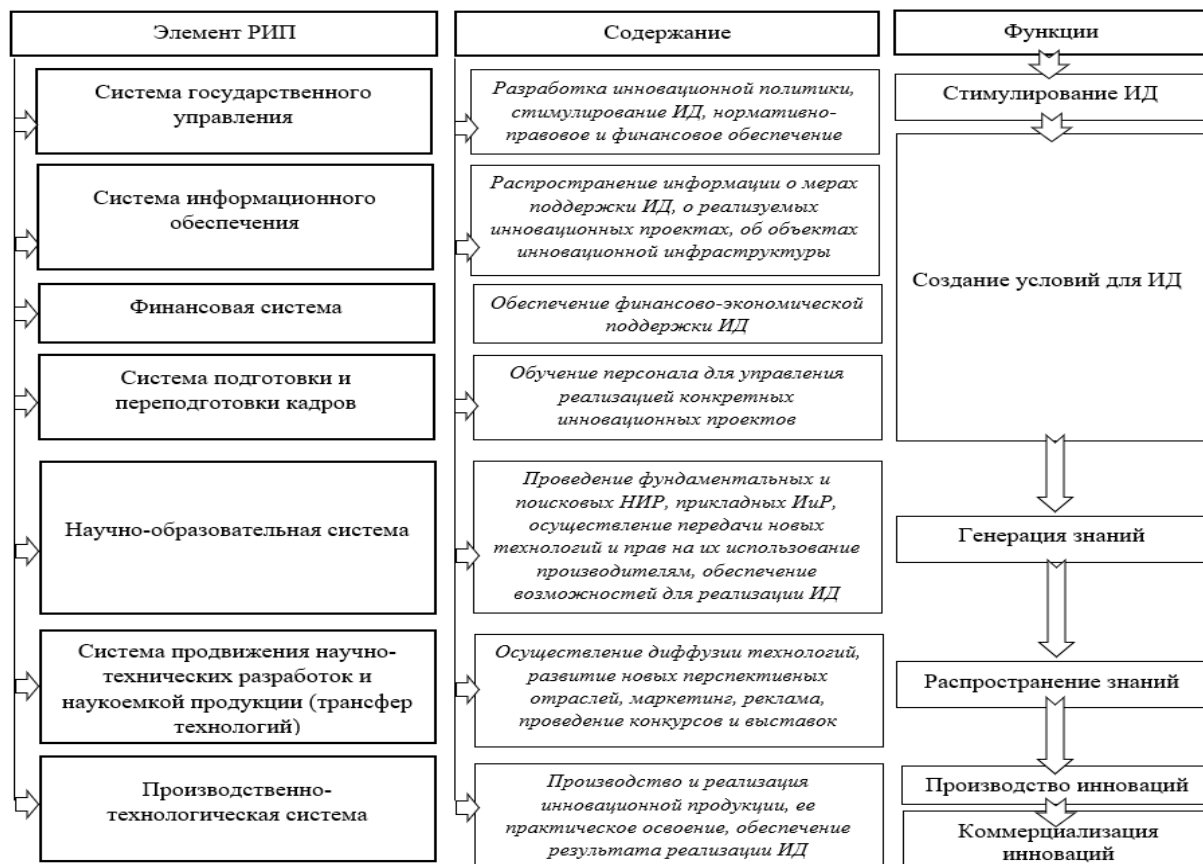 Элемент РИП
Содержание
Функции
Система государственного
управления
Разработка инновационной политики,
стимулирование ИД, нормативно-
правовое и финансовое обеспечение
Стимулирование ИД
Система информационного
обеспечения
Распространение информации о мерах
поддержки ИД, о реализуемых
инновационных проектах, об объектах
инновационной инфраструктуры
Создание условий для ИД
Финансовая система
Обеспечение финансово-экономической
поддержки ИД
Система подготовки и
переподготовки кадров
Обучение персонала для управления
реализацией конкретных
инновационных проектов
Научно-образовательная система
Проведение фундаментальных и
поисковых НИР, прикладных ИиР,
осуществление передачи новых
технологий и прав на их использование
производителям, обеспечение
возможностей для реализации ИД
Генерация знаний
Система продвижения научно-
технических разработок и
наукоемкой продукции (трансфер
технологий)
Осуществление диффузии технологий,
развитие новых перспективных
отраслей, маркетинг, реклама,
проведение конкурсов и выставок
Распространение знаний
Производственно-
технологическая система
Производство и реализация
инновационной продукции, ее
практическое освоение, обеспечение
результата реализации ИД
Производство инноваций
Коммерциализация
инноваций